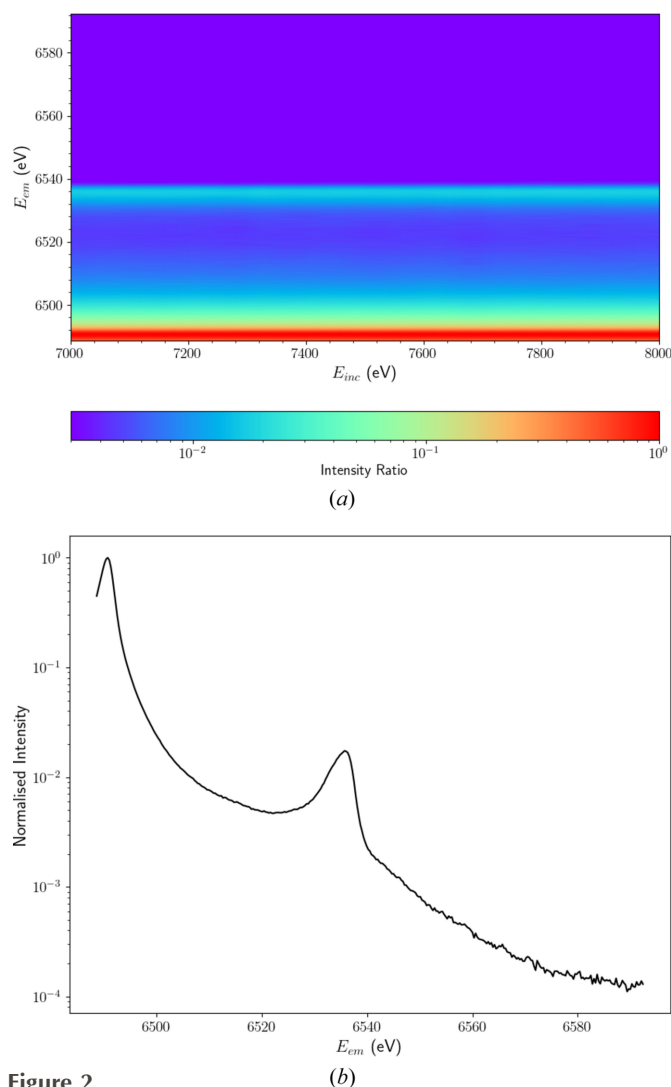 6580
6560
6540
6520
6500
E_em (eV)
7000 7200 7400 7600 7800 8000
E_inc (eV)
10^−2 10^−1 10^0
Intensity Ratio
(a)
10^0
10^−1
10^−2
10^−3
10^−4
Normalised Intensity
6500 6520 6540 6560 6580
E_em (eV)
Figure 2
(b)